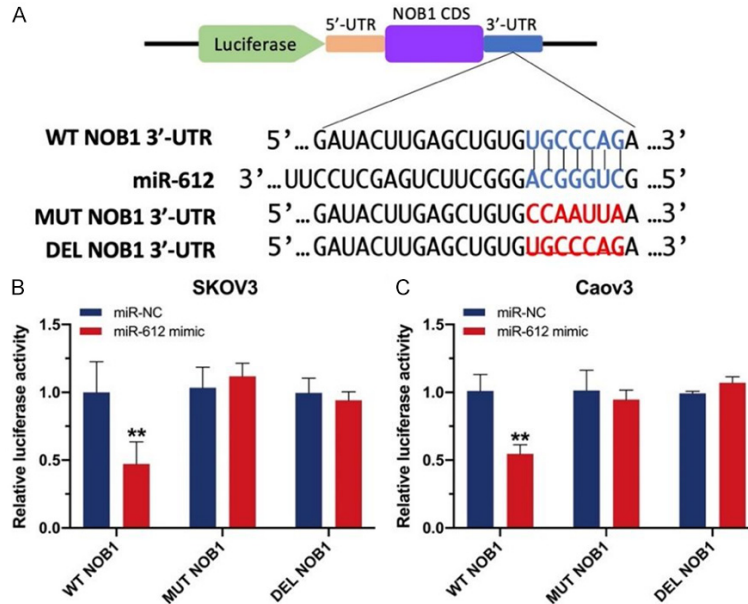 A
Luciferase 5’-UTR NOB1 CDS 3’-UTR
WT NOB1 3’-UTR 5’...GAUACUUGAGCUGUGUGCCCAGA ...3’
miR-612 3’...UUCCUCGAGUCUUCGGGACGGGUCG ...5’
MUT NOB1 3’-UTR 5’...GAUACUUGAGCUGUGCCAAUUAA ...3’
DEL NOB1 3’-UTR 5’...GAUACUUGAGCUGUGUGCCCAGA ...3’
B SKOV3
miR-NC
miR-612 mimic
Relative luciferase activity
1.5
1.0
0.5
0.0
**
WT NOB1 MUT NOB1 DEL NOB1
C Caov3
miR-NC
miR-612 mimic
Relative luciferase activity
1.5
1.0
0.5
0.0
**
WT NOB1 MUT NOB1 DEL NOB1